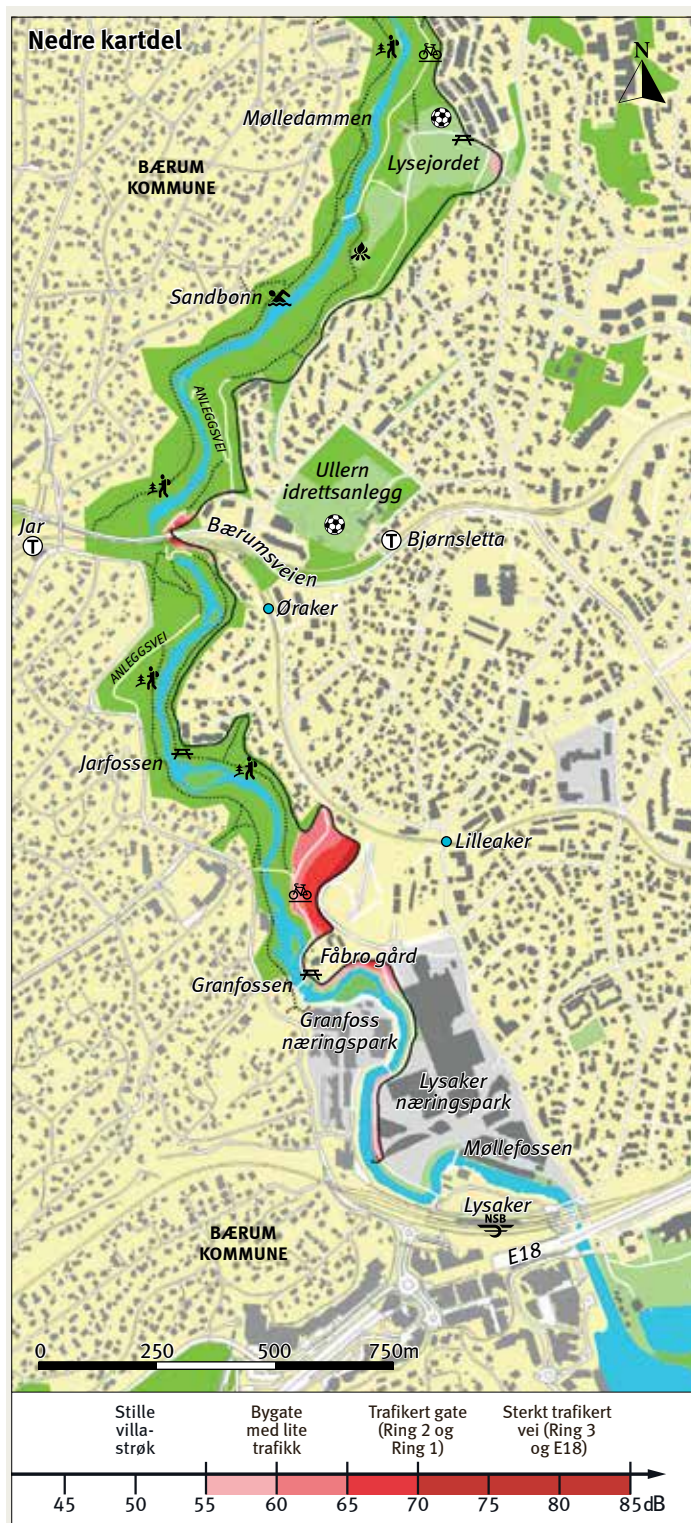 Nedre kartdel
N
Mølledammen
BÆRUM
KOMMUNE
Lysejordet
Sandbonn
ANLEGGSVEI
Ullern
idrettsanlegg
Jar
T
Bærumsveien
T
Bjørnsletta
Øraker
ANLEGGSVEI
Jarfossen
Lilleaker
Fåbro gård
Granfossen
Granfoss
næringspark
Lysaker
næringspark
Møllefossen
Lysaker
NSB
BÆRUM
KOMMUNE
E18
0 250 500 750m
Stille
villa-
strøk
Bygate
med lite
trafikk
Trafikert gate
(Ring 2 og
Ring 1)
Sterkt trafikert
vei (Ring 3
og E18)
45 50 55 60 65 70 75 80 85dB